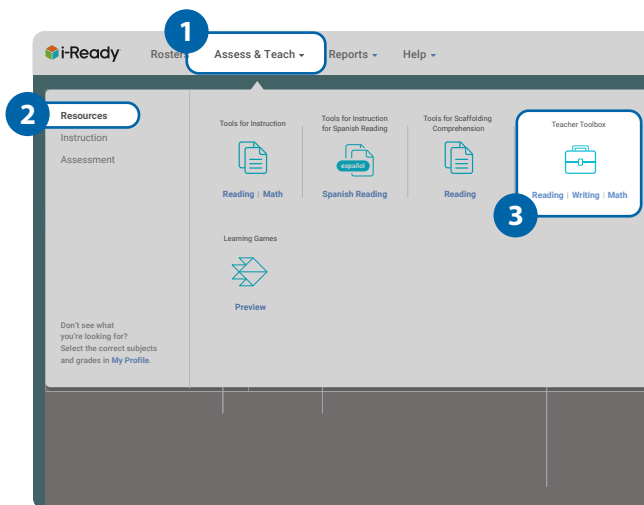 1
i-Ready
Rosters
Assess & Teach
Reports
Help
2
Resources
Instruction
Assessment
Don't see what
you're looking for?
Select the correct subjects
and grades in My Profile.
Tools for Instruction
Reading | Math
Tools for Instruction
for Spanish Reading
español
Spanish Reading
Tools for Scaffolding
Comprehension
Reading
Teacher Toolbox
Reading | Writing | Math
3
Learning Games
Preview